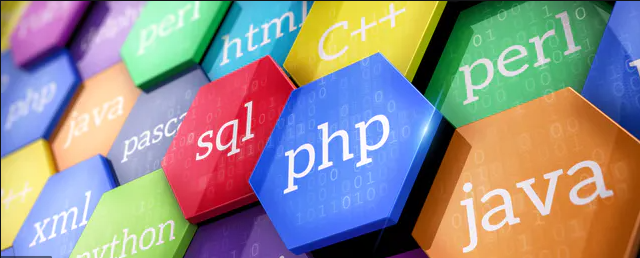 perl
html
C++
perl
php
java
pasca
sql
php
java
++
xml
python